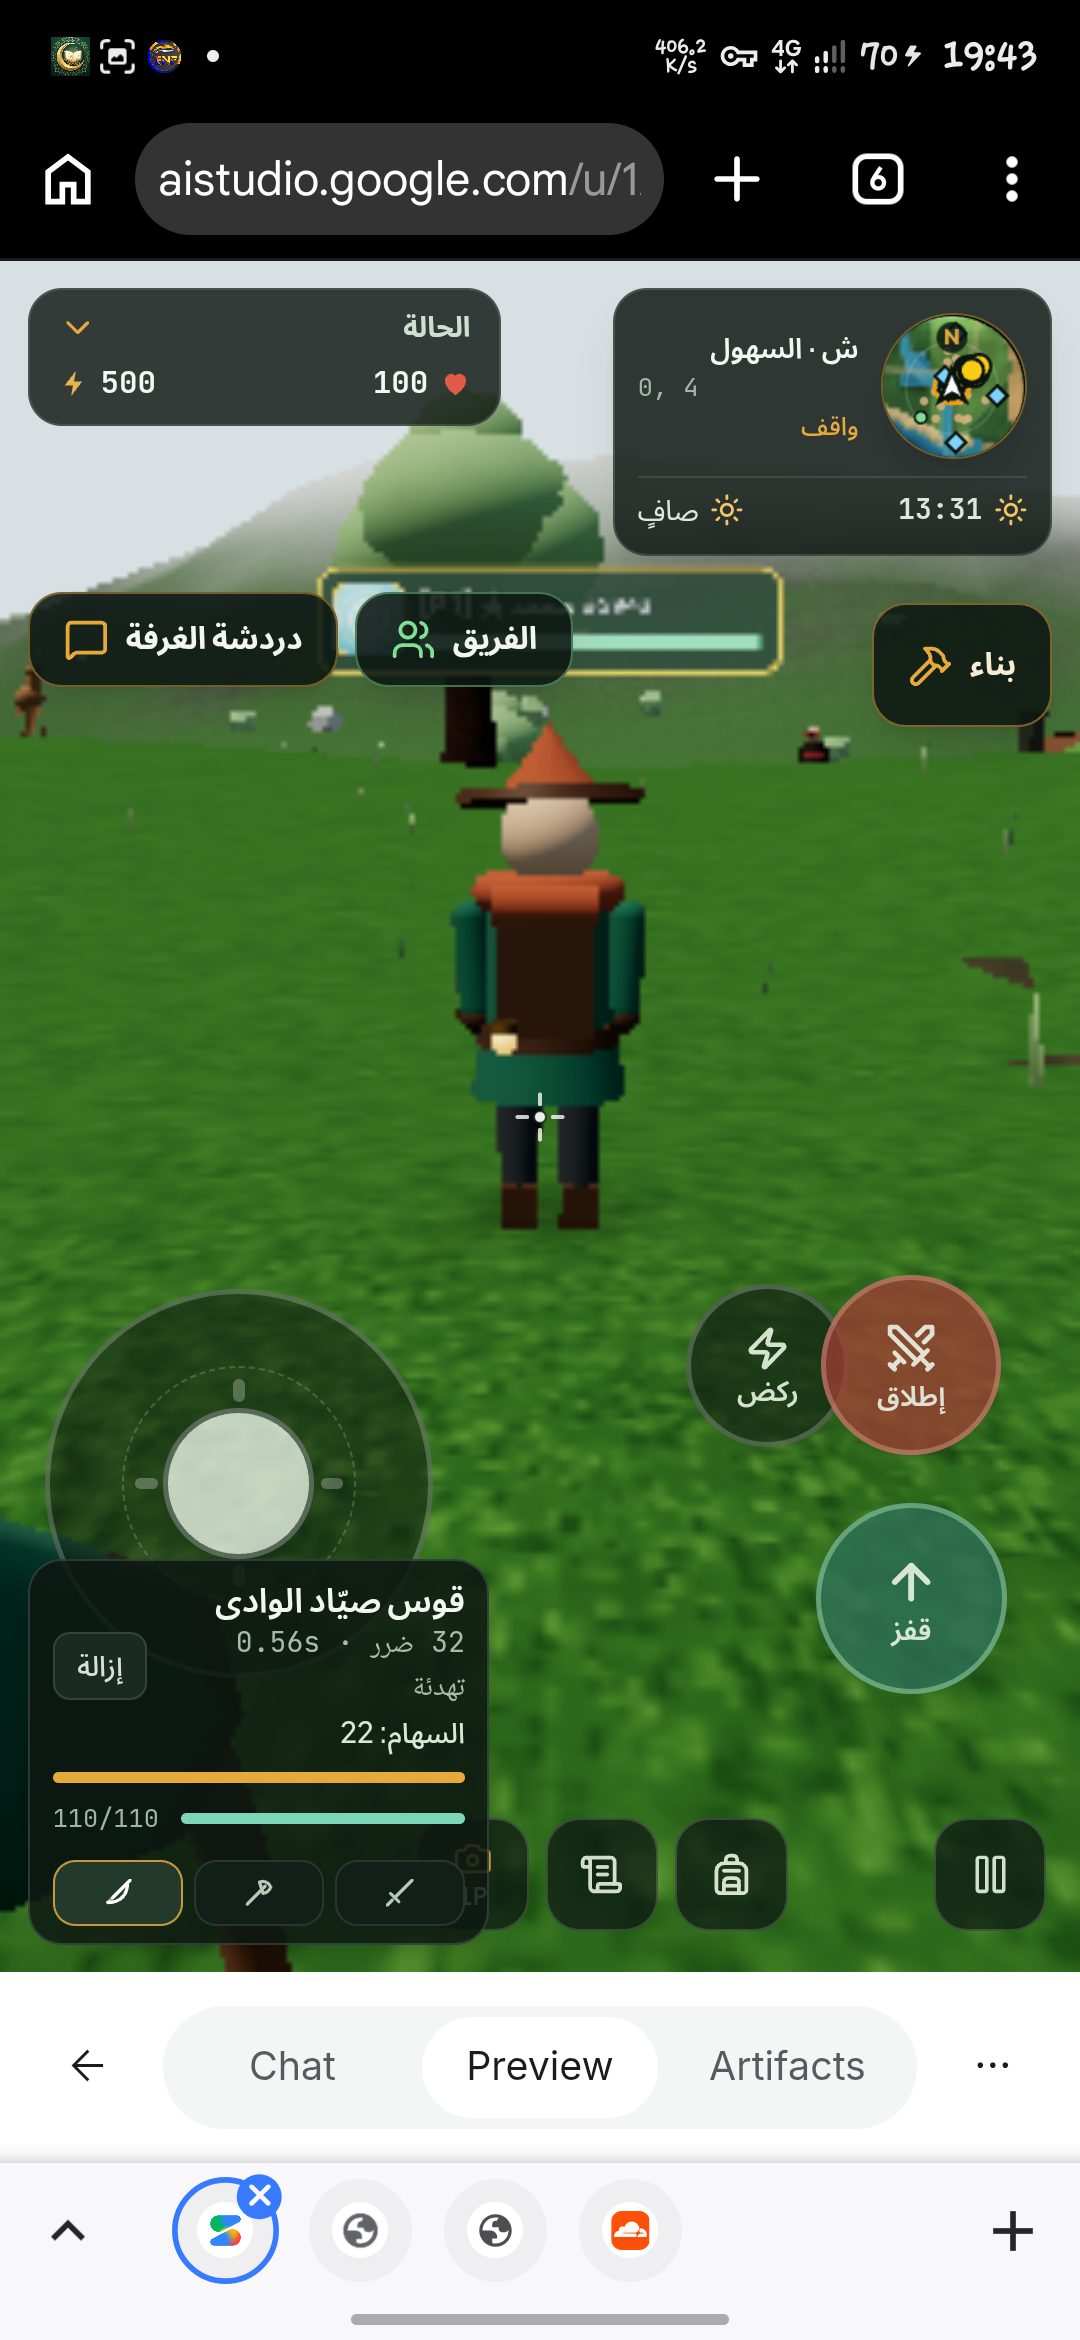 406.2 K/s 4G 70 19:43
aistudio.google.com/u/1
6
الحالة
100 500
N
ش · السهول
0, 4
واقف
13:31 صافٍ
[P1]
دردشة الغرفة
الفريق
بناء
ركض
إطلاق
قفز
قوس صيّاد الوادي
32 ضرر · 0.56s
تهدئة
إزالة
السهام: 22
110/110
1P
Chat Preview Artifacts